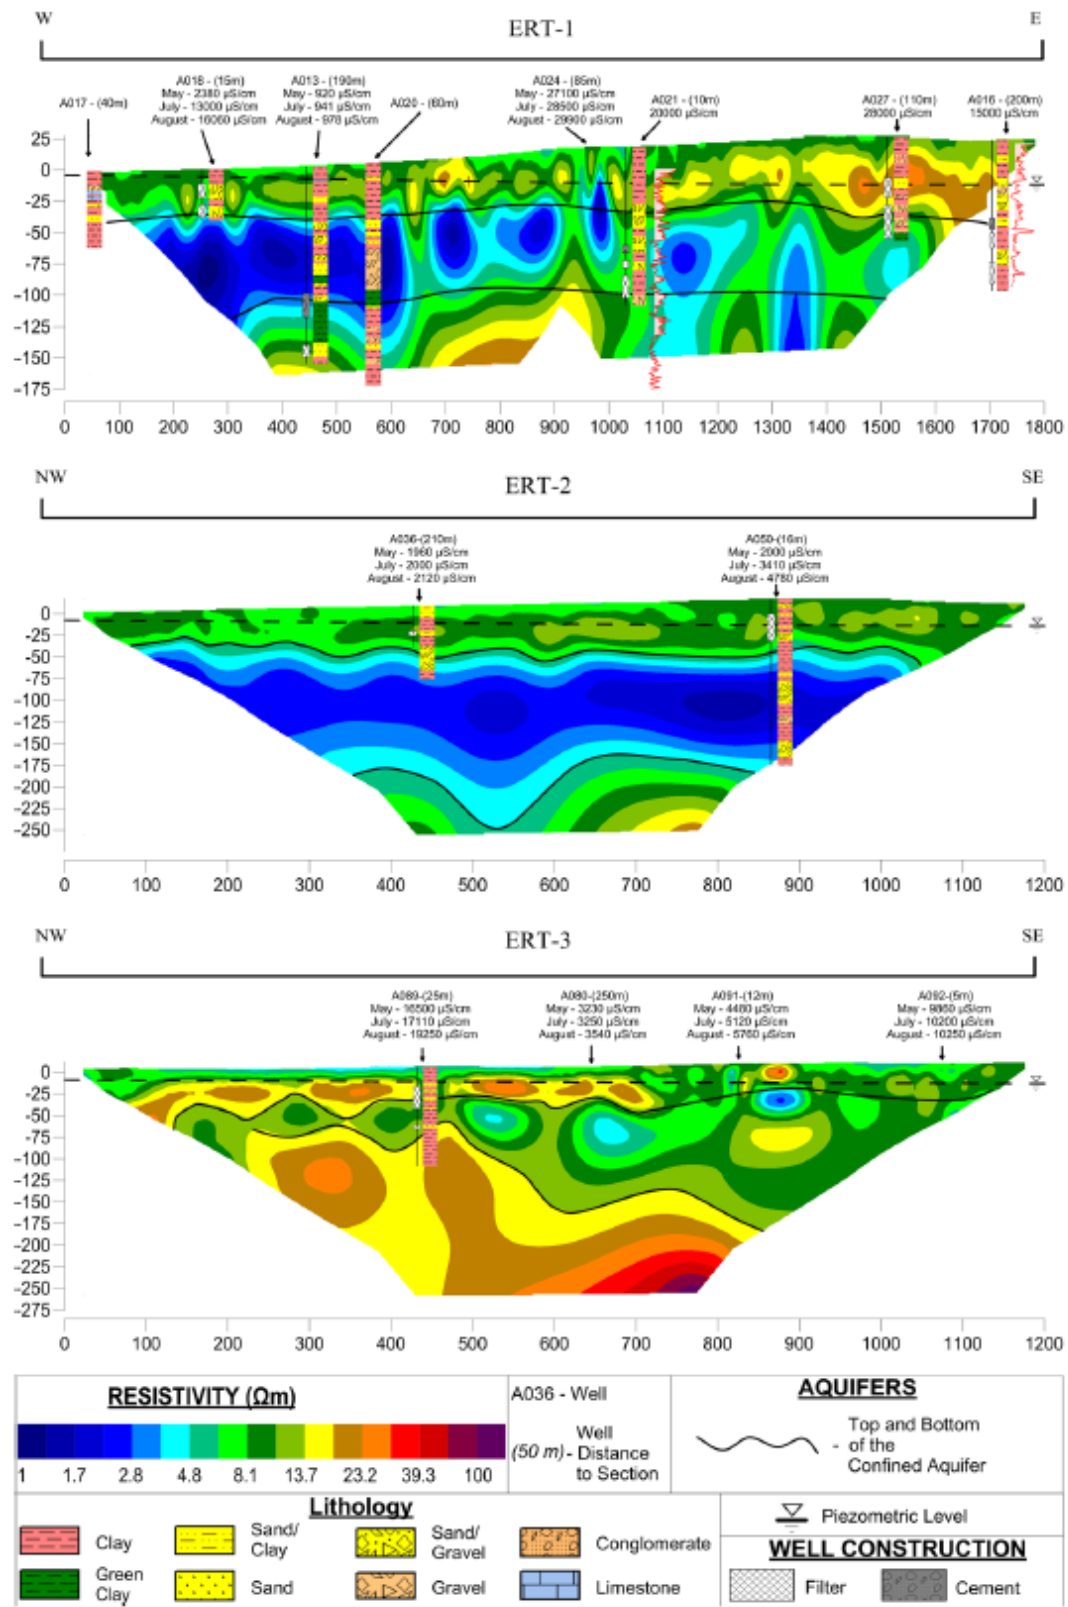 W
ERT-1
E
A017 - (40m)
A018 - (15m)
May - 2380 µS/cm
July - 13000 µS/cm
August - 16060 µS/cm
A013 - (190m)
May - 920 µS/cm
July - 941 µS/cm
August - 978 µS/cm
A020 - (60m)
A024 - (85m)
May - 27100 µS/cm
July - 28500 µS/cm
August - 29900 µS/cm
A021 - (10m)
20000 µS/cm
A027 - (110m)
28000 µS/cm
A016 - (200m)
15000 µS/cm
25
0
-25
-50
-75
-100
-125
-150
-175
0 100 200 300 400 500 600 700 800 900 1000 1100 1200 1300 1400 1500 1600 1700 1800
NW
ERT-2
SE
A036-(210m)
May - 1960 µS/cm
July - 2000 µS/cm
August - 2120 µS/cm
A050-(16m)
May - 2000 µS/cm
July - 3410 µS/cm
August - 4780 µS/cm
0
-25
-50
-75
-100
-125
-150
-175
-200
-225
-250
0 100 200 300 400 500 600 700 800 900 1000 1100 1200
NW
ERT-3
SE
A089-(25m)
May - 16500 µS/cm
July - 17110 µS/cm
August - 19250 µS/cm
A080-(250m)
May - 3230 µS/cm
July - 3250 µS/cm
August - 3540 µS/cm
A091-(12m)
May - 4480 µS/cm
July - 5120 µS/cm
August - 5760 µS/cm
A092-(5m)
May - 9860 µS/cm
July - 10200 µS/cm
August - 10250 µS/cm
0
-25
-50
-75
-100
-125
-150
-175
-200
-225
-250
-275
0 100 200 300 400 500 600 700 800 900 1000 1100 1200
RESISTIVITY (Ωm)
1 1.7 2.8 4.8 8.1 13.7 23.2 39.3 100
A036 - Well
(50 m) - Well
Distance
to Section
AQUIFERS
- Top and Bottom
of the
Confined Aquifer
Lithology
Clay
Sand/
Clay
Sand/
Gravel
Conglomerate
Green
Clay
Sand
Gravel
Limestone
Piezometric Level
WELL CONSTRUCTION
Filter
Cement